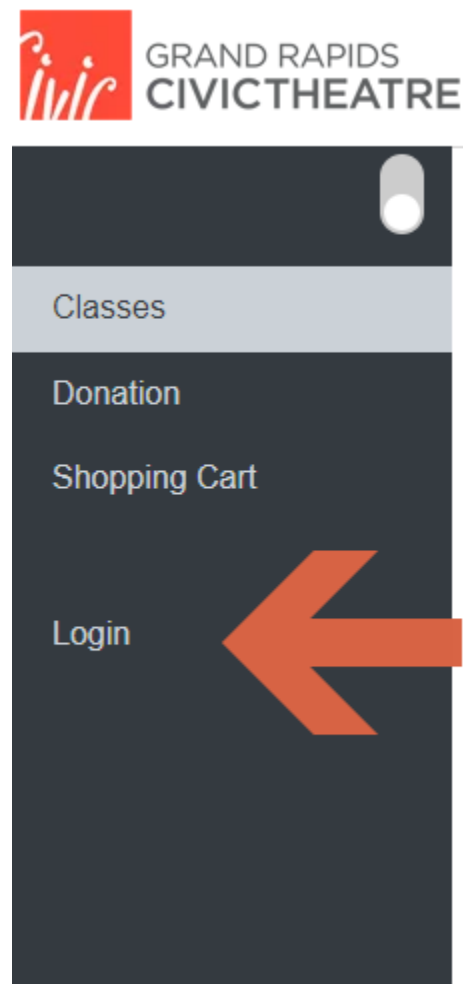 Civic
GRAND RAPIDS
CIVICTHEATRE
Classes
Donation
Shopping Cart
Login